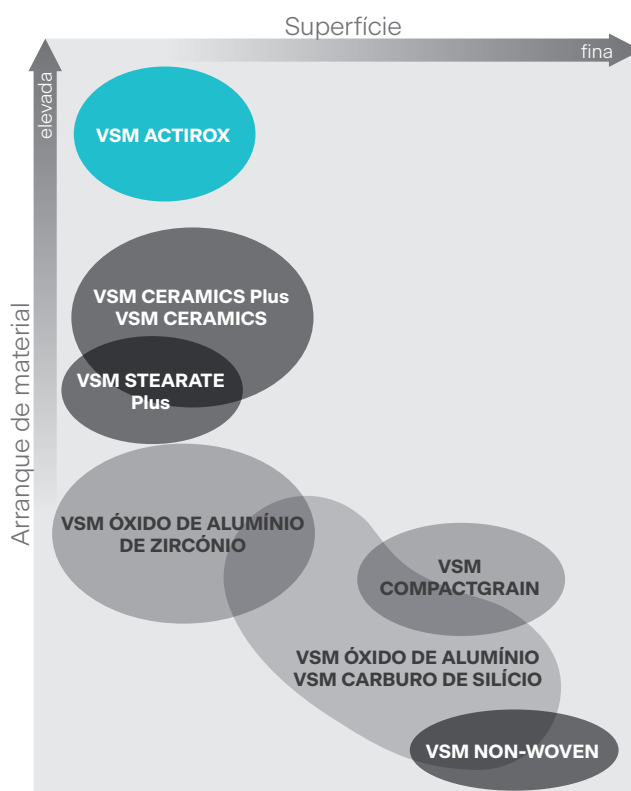 Superfície
fina
elevada
Arranque de material
VSM ACTIROX
VSM CERAMICS Plus
VSM CERAMICS
VSM STEARATE
Plus
VSM ÓXIDO DE ALUMÍNIO
DE ZIRCÓNIO
VSM
COMPACTGRAIN
VSM ÓXIDO DE ALUMÍNIO
VSM CARBURO DE SILÍCIO
VSM NON-WOVEN